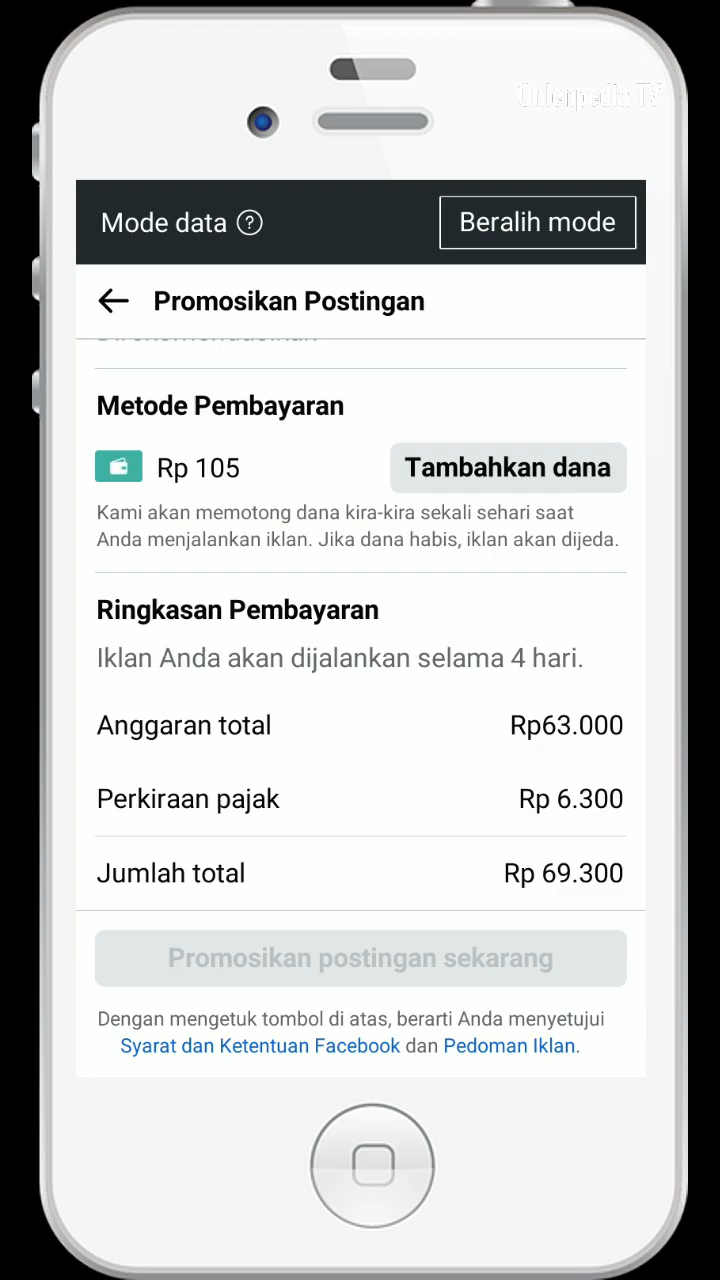 Mode data ?
Beralih mode
Promosikan Postingan
Metode Pembayaran
Rp 105
Tambahkan dana
Kami akan memotong dana kira-kira sekali sehari saat
Anda menjalankan iklan. Jika dana habis, iklan akan dijeda.
Ringkasan Pembayaran
Iklan Anda akan dijalankan selama 4 hari.
Anggaran total Rp63.000
Perkiraan pajak Rp 6.300
Jumlah total Rp 69.300
Promosikan postingan sekarang
Dengan mengetuk tombol di atas, berarti Anda menyetujui
Syarat dan Ketentuan Facebook dan Pedoman Iklan.